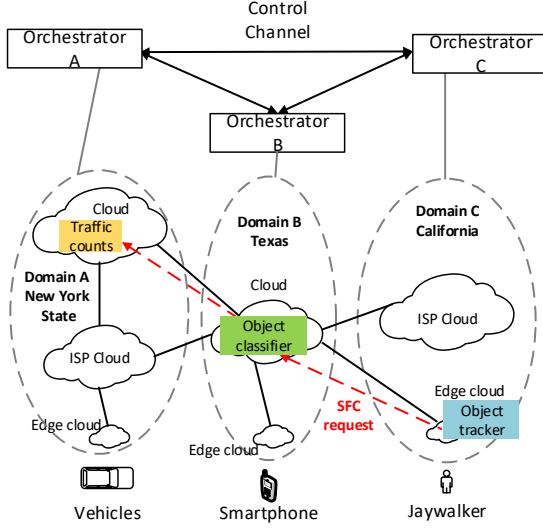 Control
Channel
Orchestrator
A
Orchestrator
C
Orchestrator
B
Cloud
Traffic
counts
Domain A
New York
State
ISP Cloud
Edge cloud
Vehicles
Domain B
Texas
Cloud
Object
classifier
Edge cloud
Smartphone
Domain C
California
ISP Cloud
SFC
request
Edge cloud
Object
tracker
Jaywalker